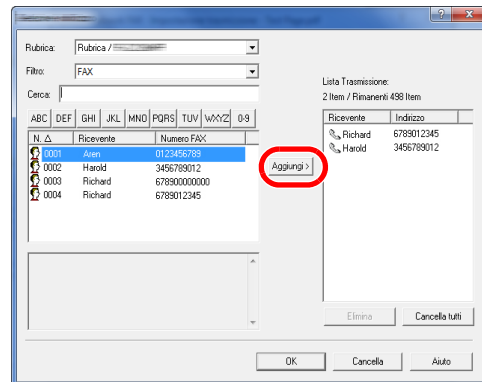 Rubrica: Rubrica /
Filtro: FAX
Cerca:
ABC DEF GHI JKL MNO PQRS TUV WXYZ 0-9
N. △ Ricevente Numero FAX
0001 Aren 0123456789
0002 Harold 3456789012
0003 Richard 678900000000
0004 Richard 6789012345
Aggiungi >
Lista Trasmissione:
2 Item / Rimanenti 498 Item
Ricevente Indirizzo
Richard 6789012345
Harold 3456789012
Elimina Cancella tutti
OK Cancella Aiuto